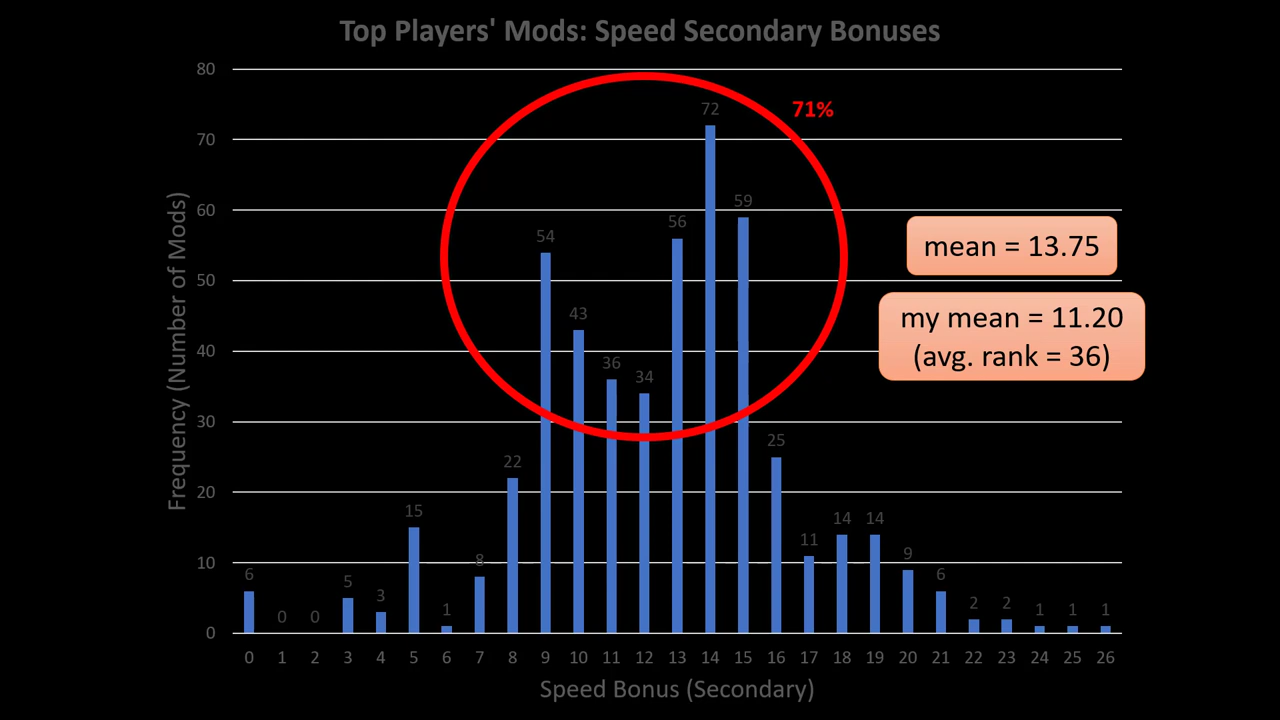 Top Players' Mods: Speed Secondary Bonuses
71%
mean = 13.75
my mean = 11.20
(avg. rank = 36)
Frequency (Number of Mods)
80
70
60
50
40
30
20
10
0
6 0 0 5 3 15 1 8 22 54 43 36 34 56 72 59 25 11 14 14 9 6 2 2 1 1 1
0 1 2 3 4 5 6 7 8 9 10 11 12 13 14 15 16 17 18 19 20 21 22 23 24 25 26
Speed Bonus (Secondary)